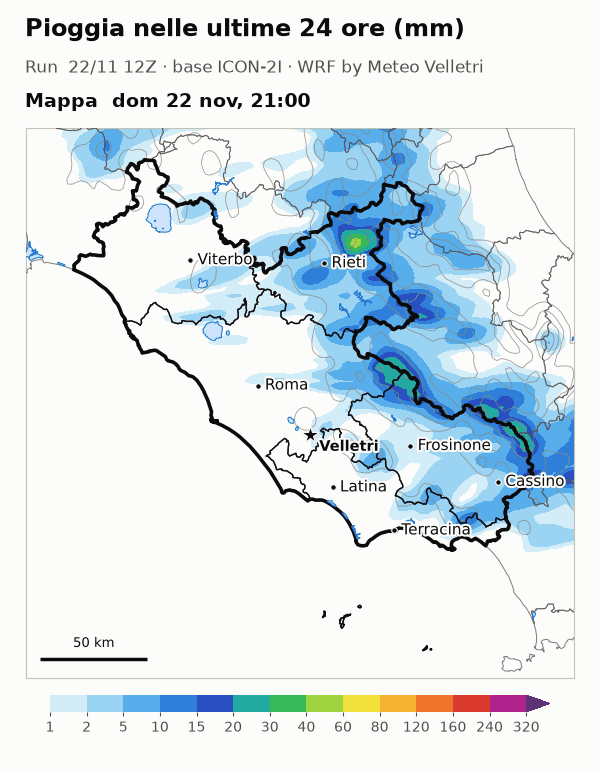 Pioggia nelle ultime 24 ore (mm)
Run  22/11 12Z · base ICON-2I · WRF by Meteo Velletri
Mappa  dom 22 nov, 21:00
Viterbo
Rieti
Roma
Velletri
Frosinone
Latina
Cassino
Terracina
50 km
1 2 5 10 15 20 30 40 60 80 120 160 240 320